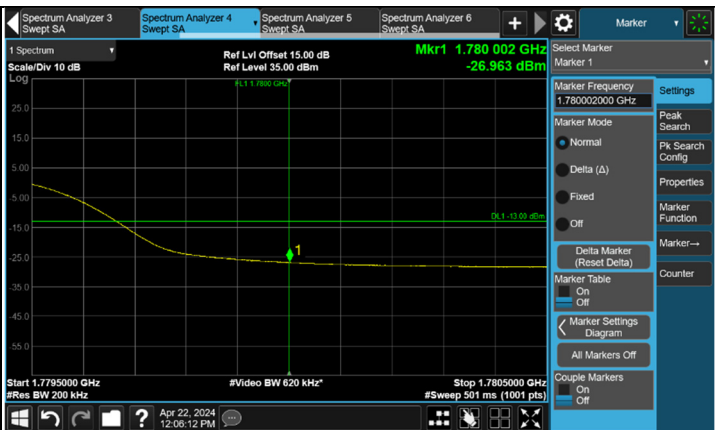 Spectrum Analyzer 3
Swept SA
Spectrum Analyzer 4
Swept SA
Spectrum Analyzer 5
Swept SA
Spectrum Analyzer 6
Swept SA
+
Marker
1 Spectrum
Scale/Div 10 dB
Log
Ref Lvl Offset 15.00 dB
Ref Level 35.00 dBm
Mkr1 1.780 002 GHz
-26.963 dBm
FL1 1.7800 GHz
25.0
15.0
5.00
-5.00
-15.0
-25.0
-35.0
-45.0
-55.0
DL1 -13.00 dBm
1
Start 1.7795000 GHz
#Res BW 200 kHz
#Video BW 620 kHz*
Stop 1.7805000 GHz
#Sweep 501 ms (1001 pts)
Select Marker
Marker 1
Marker Frequency
1.780002000 GHz
Marker Mode
Normal
Delta (Δ)
Fixed
Off
Delta Marker
(Reset Delta)
Marker Table
On
Off
Marker Settings
Diagram
All Markers Off
Couple Markers
On
Off
Settings
Peak
Search
Pk Search
Config
Properties
Marker
Function
Marker→
Counter
?
Apr 22, 2024
12:06:12 PM